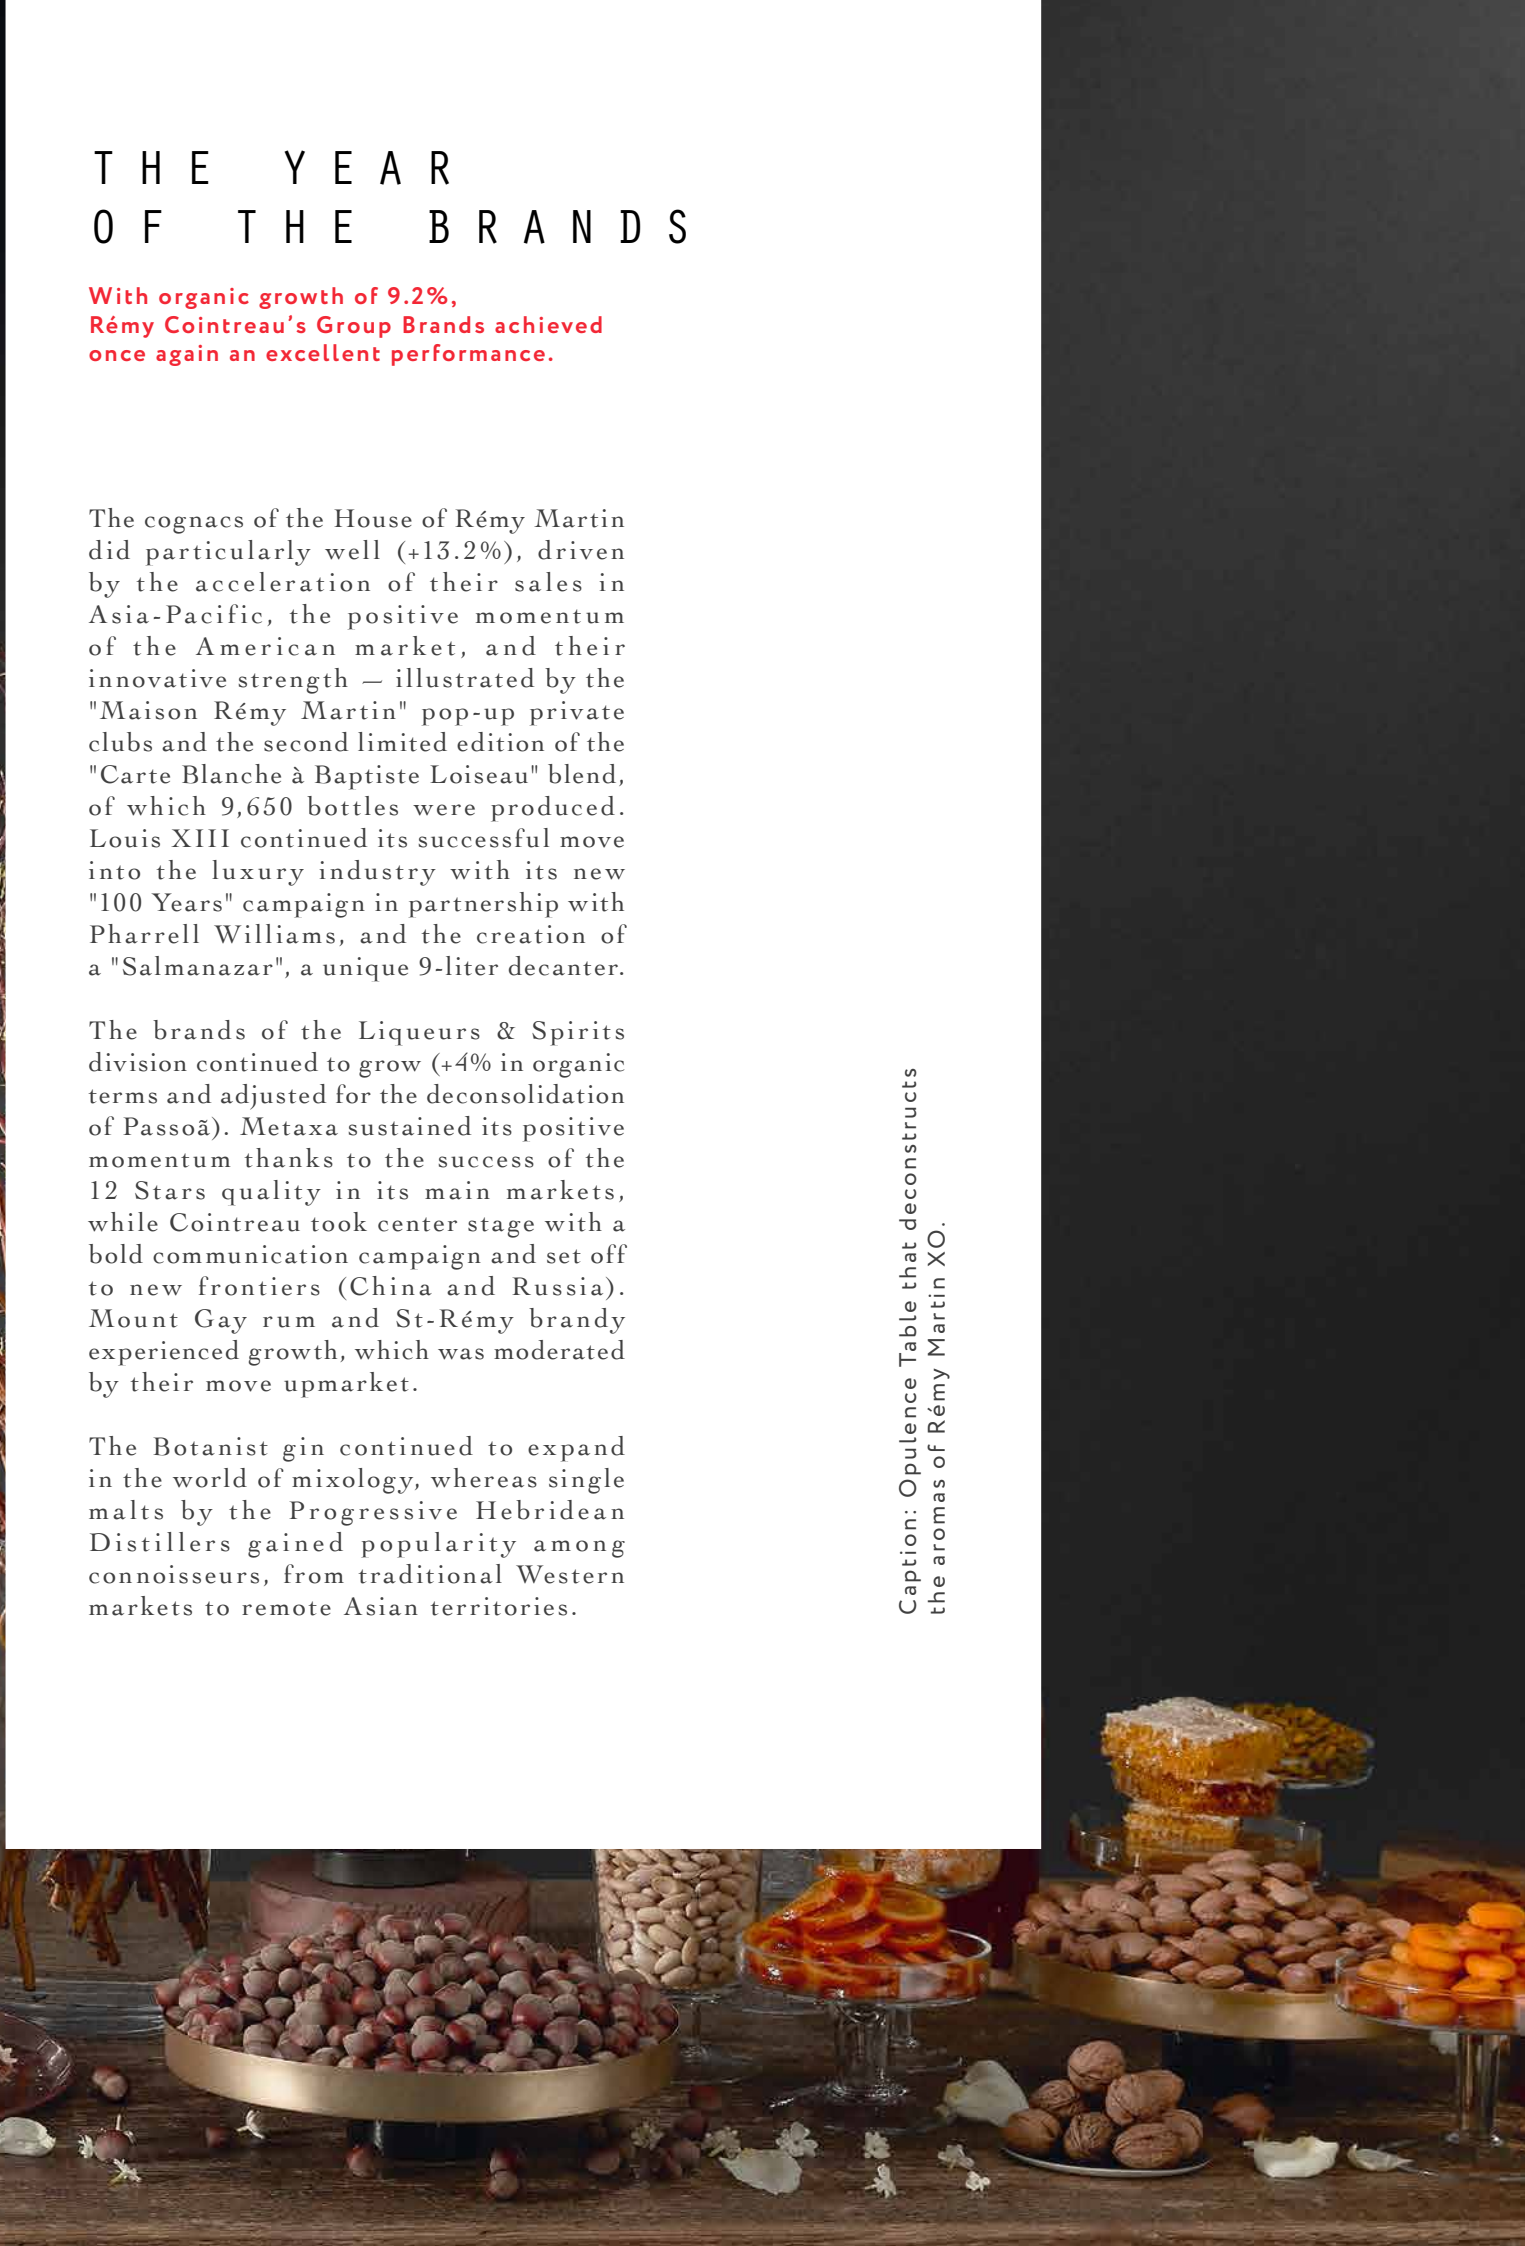 THE YEAR
OF THE BRANDS
With organic growth of 9.2%,
Rémy Cointreau's Group Brands achieved
once again an excellent performance.
The cognacs of the House of Rémy Martin
did particularly well (+13.2%), driven
by the acceleration of their sales in
Asia-Pacific, the positive momentum
of the American market, and their
innovative strength — illustrated by the
"Maison Rémy Martin" pop-up private
clubs and the second limited edition of the
"Carte Blanche à Baptiste Loiseau" blend,
of which 9,650 bottles were produced.
Louis XIII continued its successful move
into the luxury industry with its new
"100 Years" campaign in partnership with
Pharrell Williams, and the creation of
a "Salmanazar", a unique 9-liter decanter.
The brands of the Liqueurs & Spirits
division continued to grow (+4% in organic
terms and adjusted for the deconsolidation
of Passoã). Metaxa sustained its positive
momentum thanks to the success of the
12 Stars quality in its main markets,
while Cointreau took center stage with a
bold communication campaign and set off
to new frontiers (China and Russia).
Mount Gay rum and St-Rémy brandy
experienced growth, which was moderated
by their move upmarket.
The Botanist gin continued to expand
in the world of mixology, whereas single
malts by the Progressive Hebridean
Distillers gained popularity among
connoisseurs, from traditional Western
markets to remote Asian territories.
Caption: Opulence Table that deconstructs
the aromas of Rémy Martin XO.